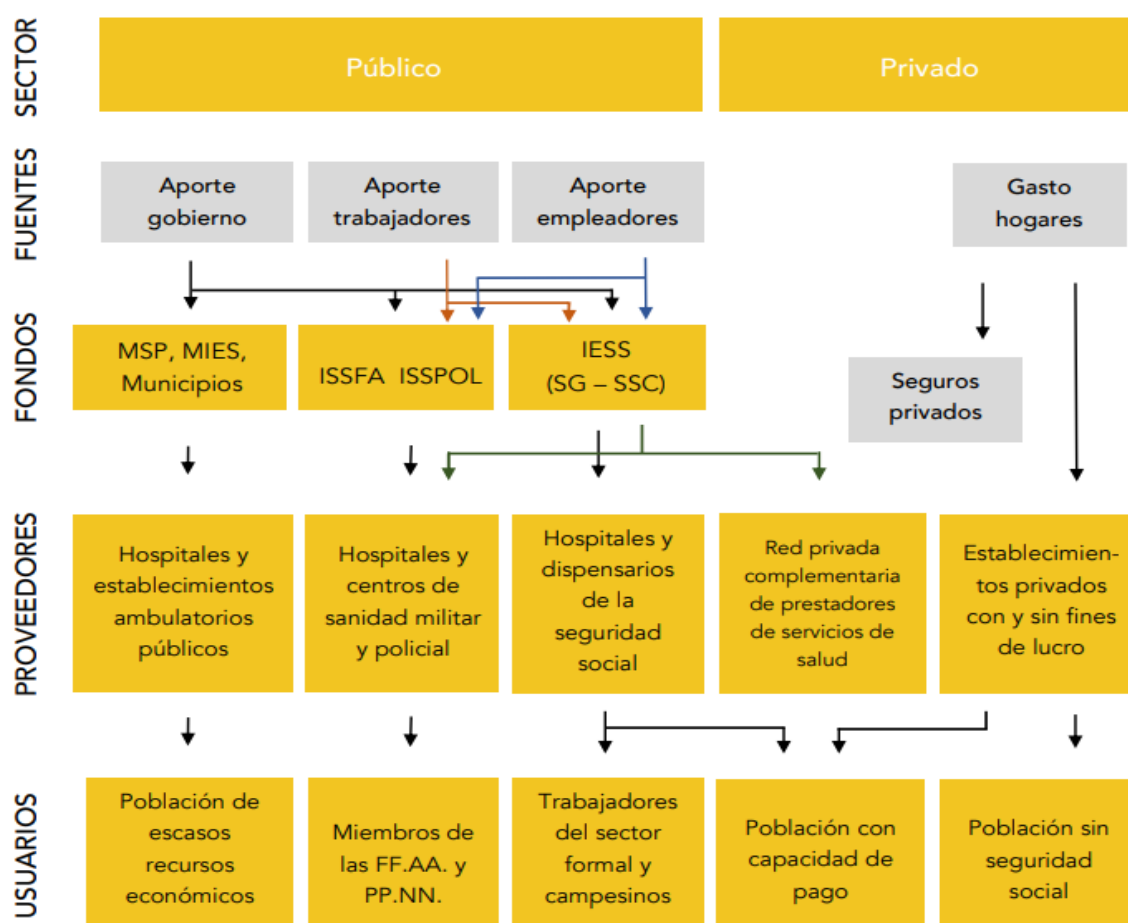 SECTOR
Público
Privado
FUENTES
Aporte
gobierno
Aporte
trabajadores
Aporte
empleadores
Gasto
hogares
FONDOS
MSP, MIES,
Municipios
ISSFA ISSPOL
IESS
(SG – SSC)
Seguros
privados
PROVEEDORES
Hospitales y
establecimientos
ambulatorios
públicos
Hospitales y
centros de
sanidad militar
y policial
Hospitales y
dispensarios
de la
seguridad
social
Red privada
complementaria
de prestadores
de servicios de
salud
Establecimien-
tos privados
con y sin fines
de lucro
USUARIOS
Población de
escasos
recursos
económicos
Miembros de
las FF.AA. y
PP.NN.
Trabajadores
del sector
formal y
campesinos
Población con
capacidad de
pago
Población sin
seguridad
social